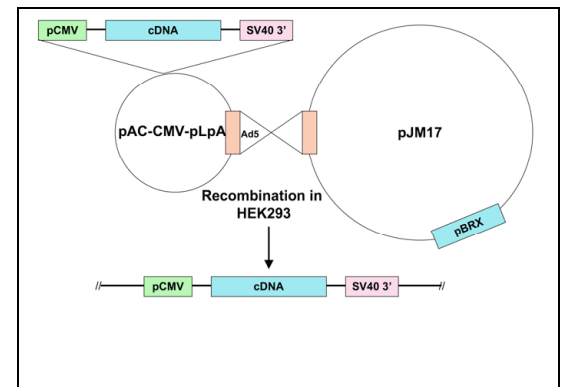 pCMV cDNA SV40 3'
pAC-CMV-pLpA Ad5 pJM17
pBRX
Recombination in
HEK293
// pCMV cDNA SV40 3' //